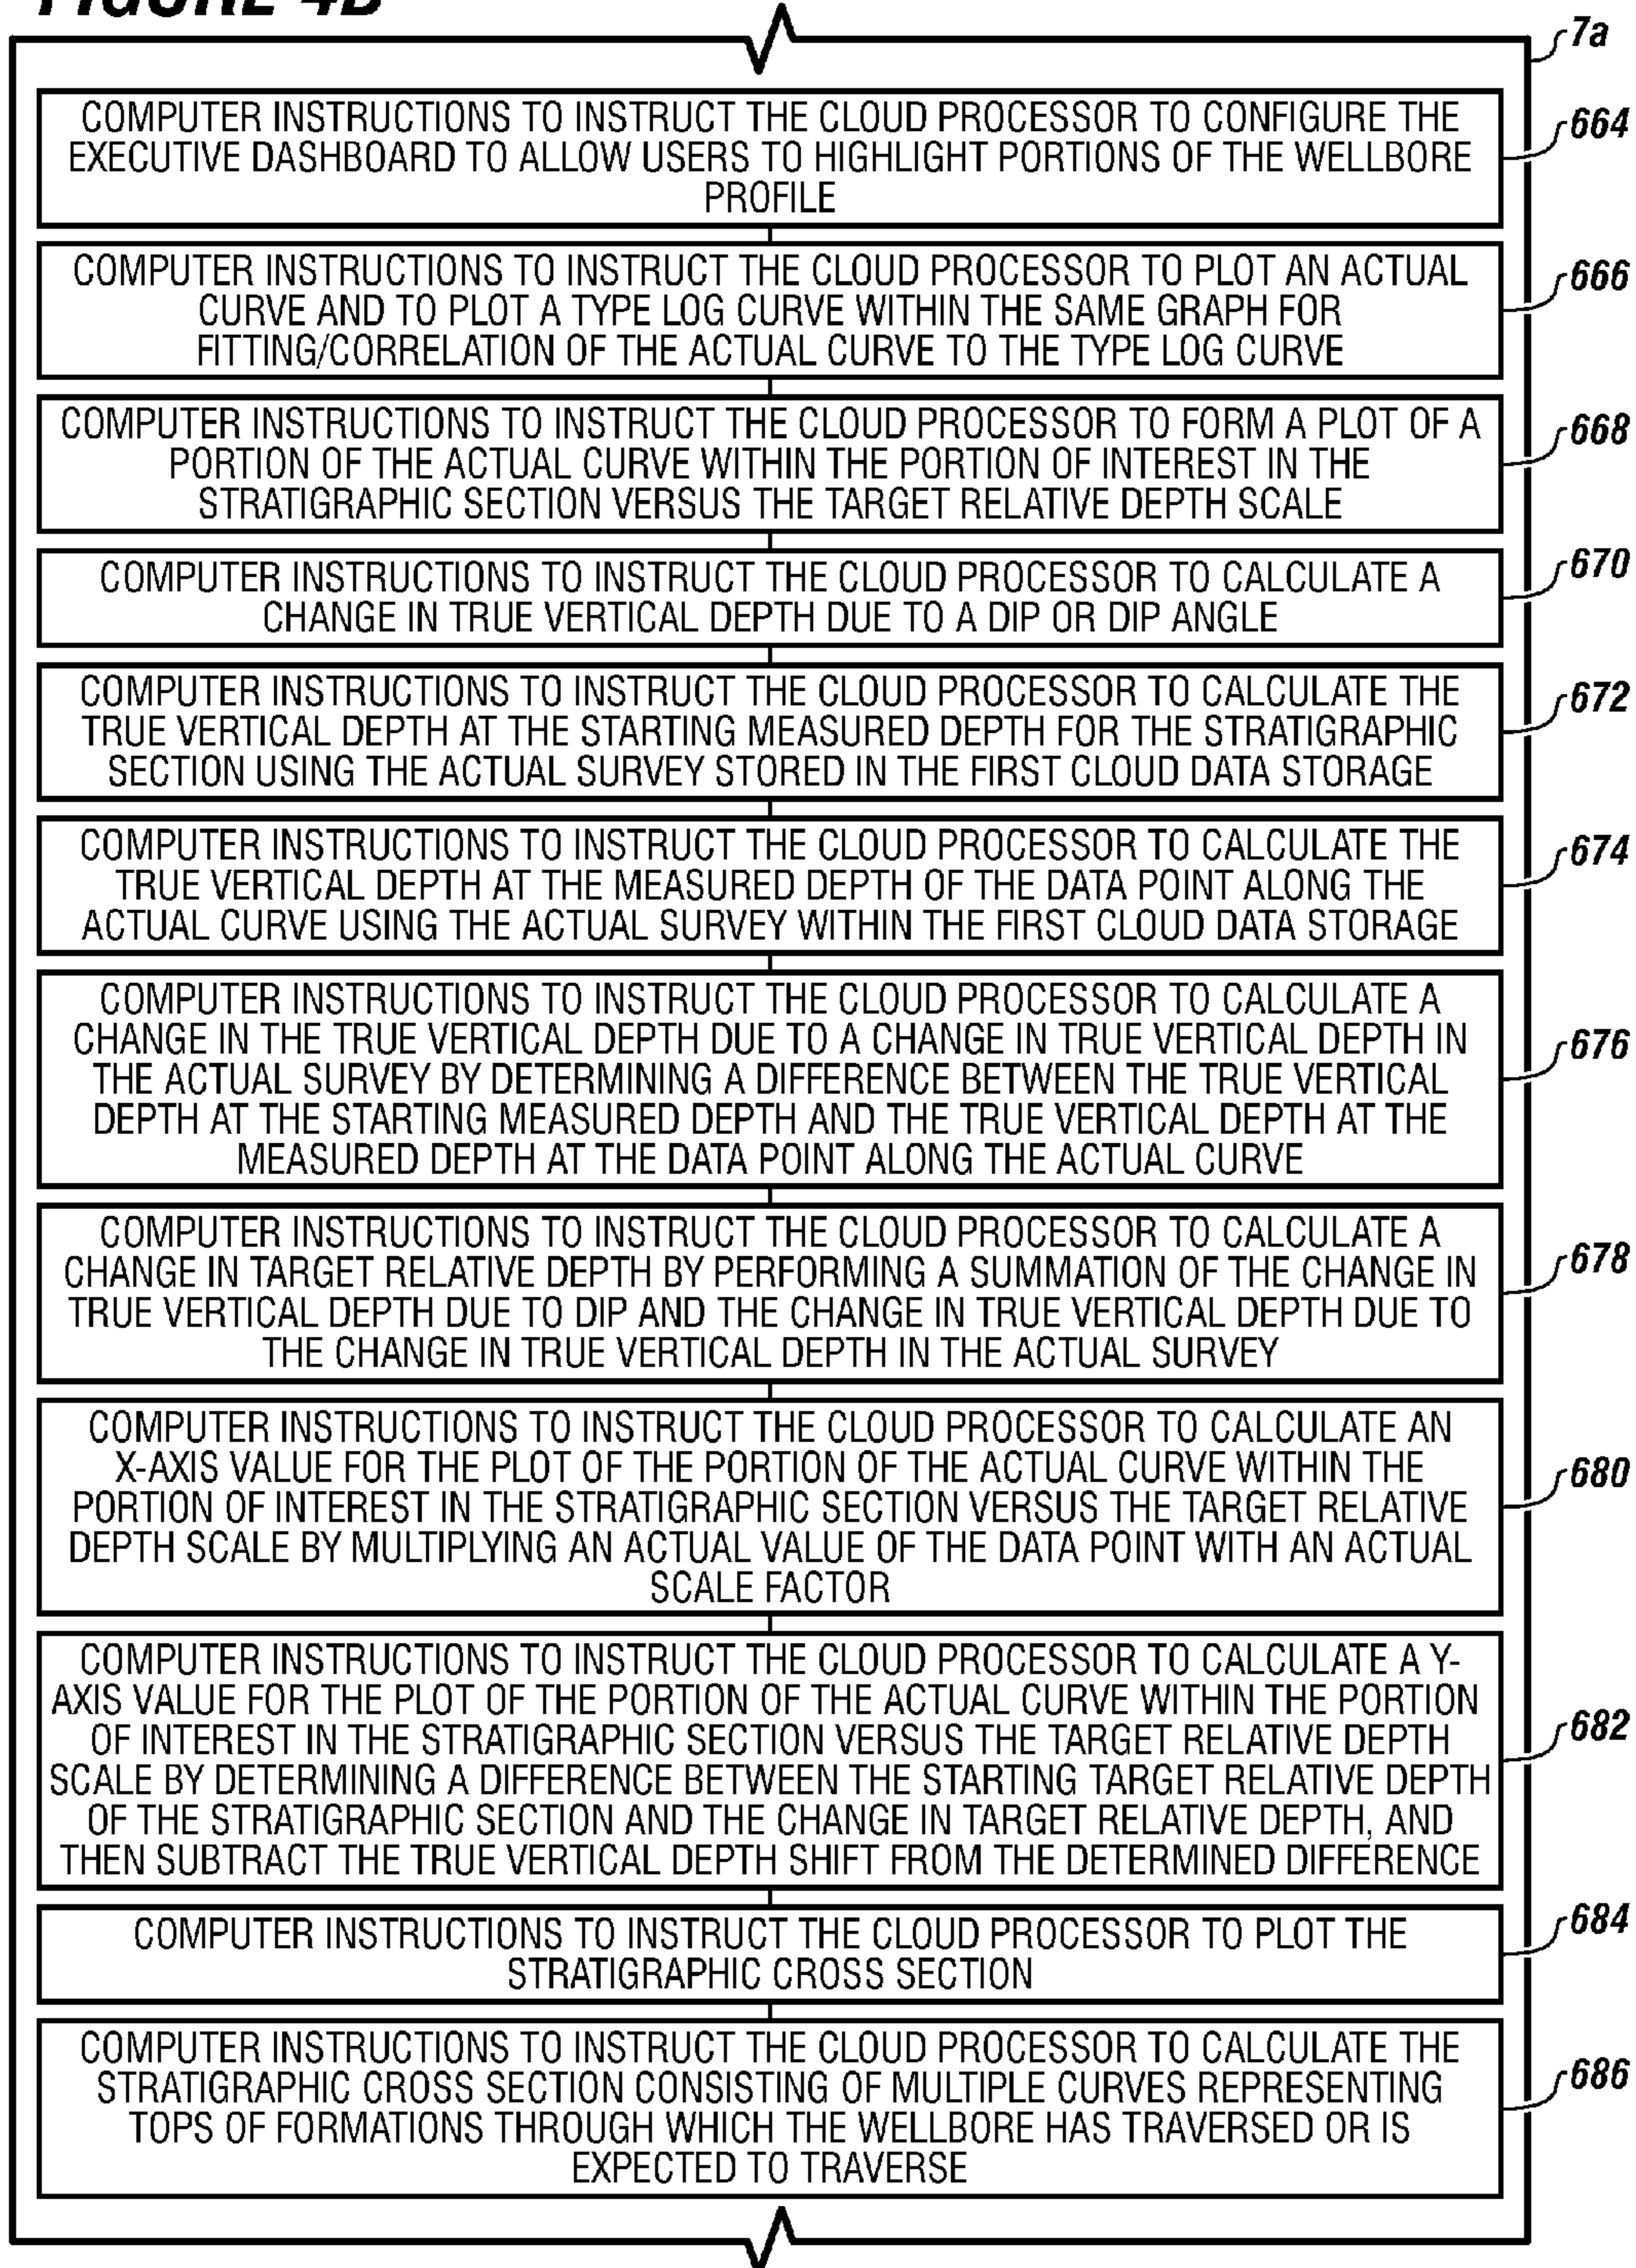 FIGURE 4B
7a
COMPUTER INSTRUCTIONS TO INSTRUCT THE CLOUD PROCESSOR TO CONFIGURE THE
EXECUTIVE DASHBOARD TO ALLOW USERS TO HIGHLIGHT PORTIONS OF THE WELLBORE
PROFILE
664
COMPUTER INSTRUCTIONS TO INSTRUCT THE CLOUD PROCESSOR TO PLOT AN ACTUAL
CURVE AND TO PLOT A TYPE LOG CURVE WITHIN THE SAME GRAPH FOR
FITTING/CORRELATION OF THE ACTUAL CURVE TO THE TYPE LOG CURVE
666
COMPUTER INSTRUCTIONS TO INSTRUCT THE CLOUD PROCESSOR TO FORM A PLOT OF A
PORTION OF THE ACTUAL CURVE WITHIN THE PORTION OF INTEREST IN THE
STRATIGRAPHIC SECTION VERSUS THE TARGET RELATIVE DEPTH SCALE
668
COMPUTER INSTRUCTIONS TO INSTRUCT THE CLOUD PROCESSOR TO CALCULATE A
CHANGE IN TRUE VERTICAL DEPTH DUE TO A DIP OR DIP ANGLE
670
COMPUTER INSTRUCTIONS TO INSTRUCT THE CLOUD PROCESSOR TO CALCULATE THE
TRUE VERTICAL DEPTH AT THE STARTING MEASURED DEPTH FOR THE STRATIGRAPHIC
SECTION USING THE ACTUAL SURVEY STORED IN THE FIRST CLOUD DATA STORAGE
672
COMPUTER INSTRUCTIONS TO INSTRUCT THE CLOUD PROCESSOR TO CALCULATE THE
TRUE VERTICAL DEPTH AT THE MEASURED DEPTH OF THE DATA POINT ALONG THE
ACTUAL CURVE USING THE ACTUAL SURVEY WITHIN THE FIRST CLOUD DATA STORAGE
674
COMPUTER INSTRUCTIONS TO INSTRUCT THE CLOUD PROCESSOR TO CALCULATE A
CHANGE IN THE TRUE VERTICAL DEPTH DUE TO A CHANGE IN TRUE VERTICAL DEPTH IN
THE ACTUAL SURVEY BY DETERMINING A DIFFERENCE BETWEEN THE TRUE VERTICAL
DEPTH AT THE STARTING MEASURED DEPTH AND THE TRUE VERTICAL DEPTH AT THE
MEASURED DEPTH AT THE DATA POINT ALONG THE ACTUAL CURVE
676
COMPUTER INSTRUCTIONS TO INSTRUCT THE CLOUD PROCESSOR TO CALCULATE A
CHANGE IN TARGET RELATIVE DEPTH BY PERFORMING A SUMMATION OF THE CHANGE IN
TRUE VERTICAL DEPTH DUE TO DIP AND THE CHANGE IN TRUE VERTICAL DEPTH DUE TO
THE CHANGE IN TRUE VERTICAL DEPTH IN THE ACTUAL SURVEY
678
COMPUTER INSTRUCTIONS TO INSTRUCT THE CLOUD PROCESSOR TO CALCULATE AN
X-AXIS VALUE FOR THE PLOT OF THE PORTION OF THE ACTUAL CURVE WITHIN THE
PORTION OF INTEREST IN THE STRATIGRAPHIC SECTION VERSUS THE TARGET RELATIVE
DEPTH SCALE BY MULTIPLYING AN ACTUAL VALUE OF THE DATA POINT WITH AN ACTUAL
SCALE FACTOR
680
COMPUTER INSTRUCTIONS TO INSTRUCT THE CLOUD PROCESSOR TO CALCULATE A Y-
AXIS VALUE FOR THE PLOT OF THE PORTION OF THE ACTUAL CURVE WITHIN THE PORTION
OF INTEREST IN THE STRATIGRAPHIC SECTION VERSUS THE TARGET RELATIVE DEPTH
SCALE BY DETERMINING A DIFFERENCE BETWEEN THE STARTING TARGET RELATIVE DEPTH
OF THE STRATIGRAPHIC SECTION AND THE CHANGE IN TARGET RELATIVE DEPTH, AND
THEN SUBTRACT THE TRUE VERTICAL DEPTH SHIFT FROM THE DETERMINED DIFFERENCE
682
COMPUTER INSTRUCTIONS TO INSTRUCT THE CLOUD PROCESSOR TO PLOT THE
STRATIGRAPHIC CROSS SECTION
684
COMPUTER INSTRUCTIONS TO INSTRUCT THE CLOUD PROCESSOR TO CALCULATE THE
STRATIGRAPHIC CROSS SECTION CONSISTING OF MULTIPLE CURVES REPRESENTING
TOPS OF FORMATIONS THROUGH WHICH THE WELLBORE HAS TRAVERSED OR IS
EXPECTED TO TRAVERSE
686